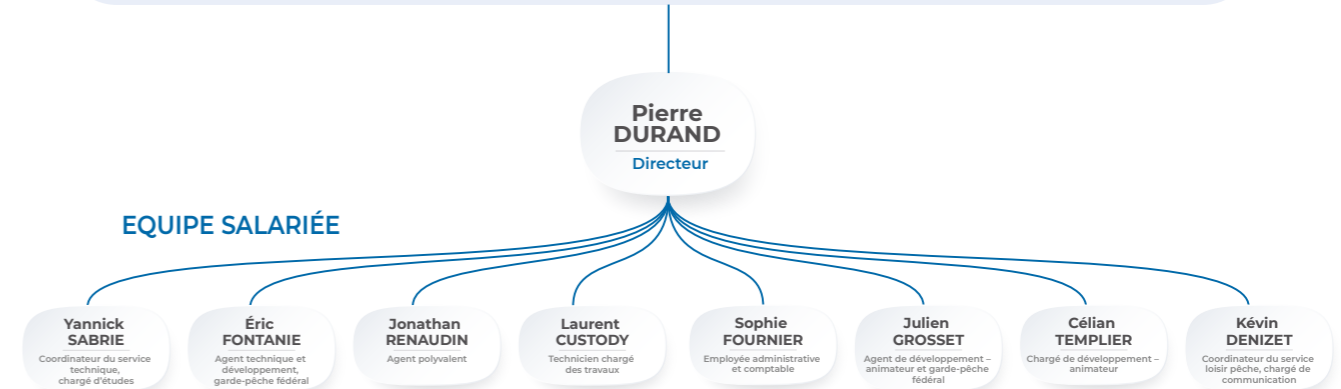 Pierre
DURAND
Directeur
EQUIPE SALARIÉE
Yannick
SABRIE
Coordinateur du service
technique,
chargé d'études
Éric
FONTANIE
Agent technique et
développement,
garde-pêche fédéral
Jonathan
RENAUDIN
Agent polyvalent
Laurent
CUSTODY
Technicien chargé
des travaux
Sophie
FOURNIER
Employée administrative
et comptable
Julien
GROSSET
Agent de développement –
animateur et garde-pêche
fédéral
Célian
TEMPLIER
Chargé de développement –
animateur
Kévin
DENIZET
Coordinateur du service
loisir pêche, chargé de
communication